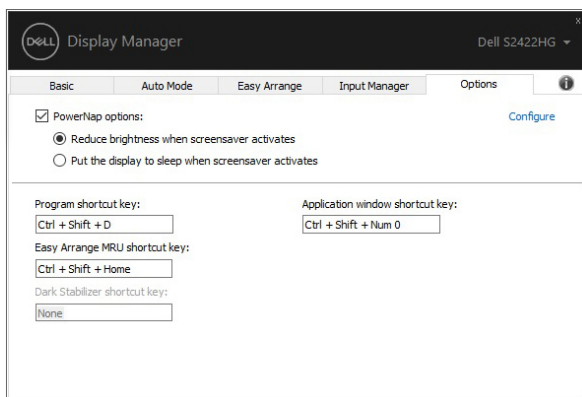 x
DELL Display Manager Dell S2422HG
Basic Auto Mode Easy Arrange Input Manager Options i
PowerNap options: Configure
Reduce brightness when screensaver activates
Put the display to sleep when screensaver activates
Program shortcut key: Application window shortcut key:
Ctrl + Shift + D Ctrl + Shift + Num 0
Easy Arrange MRU shortcut key:
Ctrl + Shift + Home
Dark Stabilizer shortcut key:
None